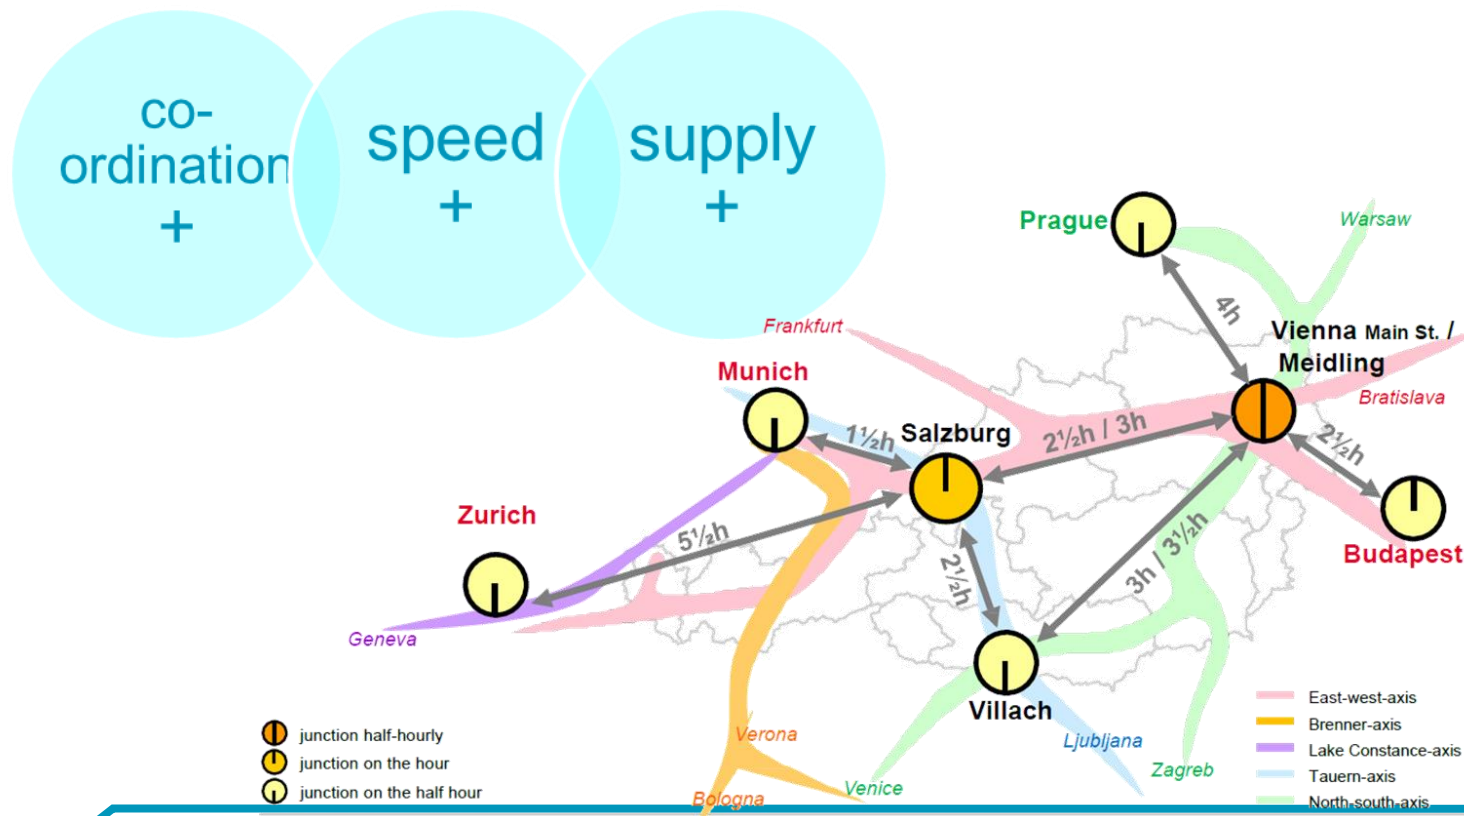 co-
ordination
+
speed
+
supply
+
Prague
Warsaw
4h
Frankfurt
Vienna Main St. /
Meidling
Munich
Bratislava
1½h
Salzburg
2½h / 3h
2½h
Zurich
5½h
Budapest
2½h
3h / 3½h
Geneva
Villach
Verona
Ljubljana
Zagreb
Venice
Bologna
junction half-hourly
junction on the hour
junction on the half hour
East-west-axis
Brenner-axis
Lake Constance-axis
Tauern-axis
North-south-axis